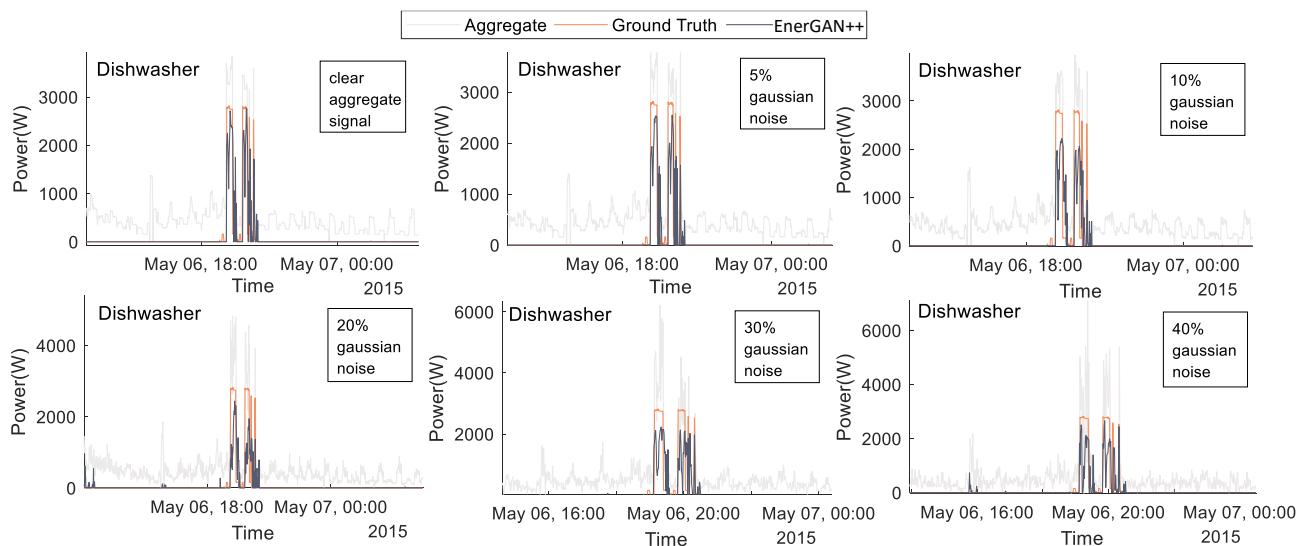 Aggregate Ground Truth EnerGAN++
Dishwasher
clear
aggregate
signal
Power(W)
3000
2000
1000
0
May 06, 18:00 May 07, 00:00
Time
2015
Dishwasher
5%
gaussian
noise
Power(W)
3000
2000
1000
0
May 06, 18:00 May 07, 00:00
Time
2015
Dishwasher
10%
gaussian
noise
Power(W)
3000
2000
1000
0
May 06, 18:00 May 07, 00:00
Time
2015
Dishwasher
20%
gaussian
noise
Power(W)
4000
2000
0
May 06, 18:00 May 07, 00:00
Time
2015
Dishwasher
30%
gaussian
noise
Power(W)
6000
4000
2000
May 06, 16:00 May 06, 20:00 May 07, 00:00
Time
2015
Dishwasher
40%
gaussian
noise
Power(W)
6000
4000
2000
0
May 06, 16:00 May 06, 20:00 May 07, 00:00
Time
2015